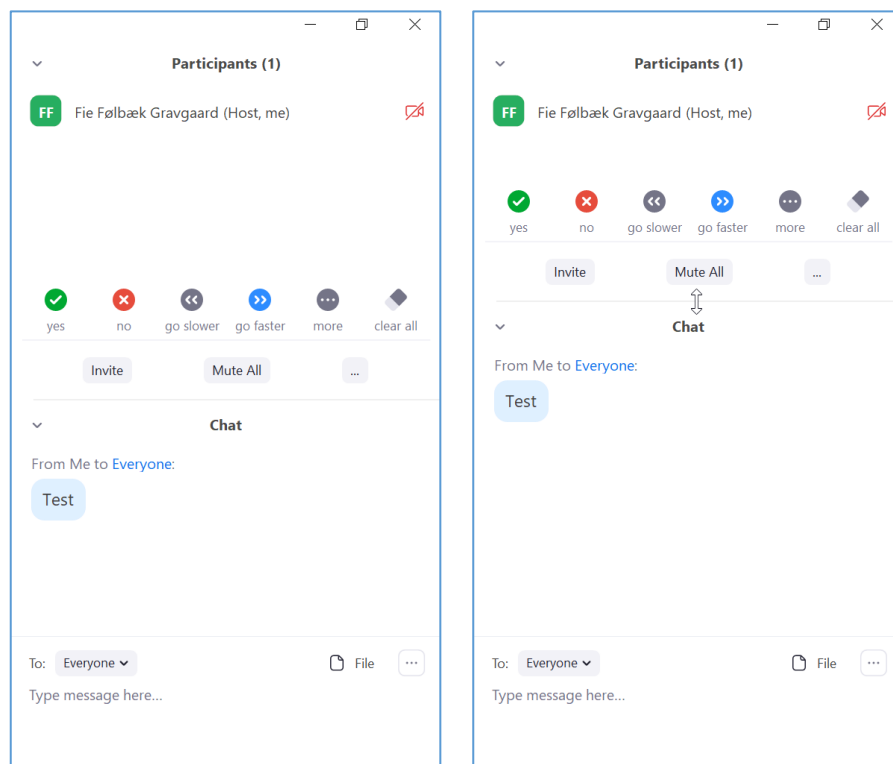 Participants (1)
FF Fie Følbæk Gravgaard (Host, me)
yes no go slower go faster more clear all
Invite Mute All ...
Chat
From Me to Everyone:
Test
To: Everyone File ...
Type message here...
Participants (1)
FF Fie Følbæk Gravgaard (Host, me)
yes no go slower go faster more clear all
Invite Mute All ...
Chat
From Me to Everyone:
Test
To: Everyone File ...
Type message here...